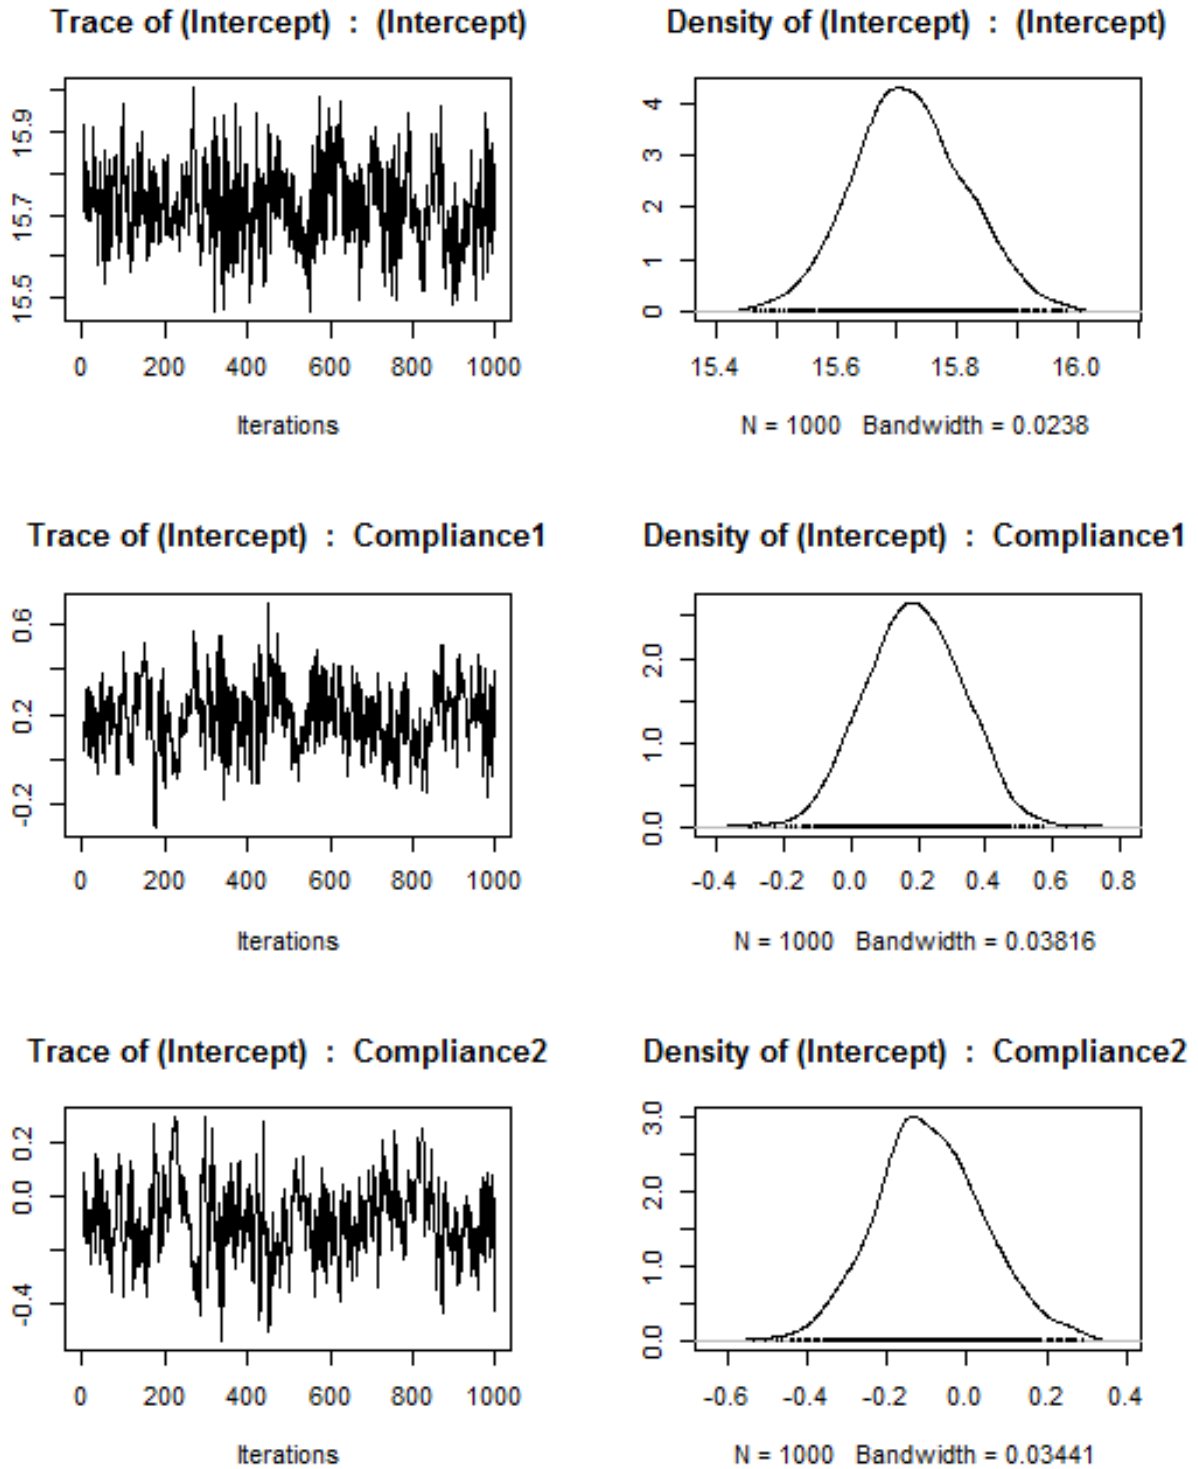 Trace of (Intercept) : (Intercept)
Density of (Intercept) : (Intercept)
15.5 15.7 15.9
0 200 400 600 800 1000
Iterations
0 1 2 3 4
15.4 15.6 15.8 16.0
N = 1000 Bandwidth = 0.0238
Trace of (Intercept) : Compliance1
Density of (Intercept) : Compliance1
-0.2 0.2 0.6
0 200 400 600 800 1000
Iterations
0.0 1.0 2.0
-0.4 -0.2 0.0 0.2 0.4 0.6 0.8
N = 1000 Bandwidth = 0.03816
Trace of (Intercept) : Compliance2
Density of (Intercept) : Compliance2
-0.4 0.0 0.2
0 200 400 600 800 1000
Iterations
0.0 1.0 2.0 3.0
-0.6 -0.4 -0.2 0.0 0.2 0.4
N = 1000 Bandwidth = 0.03441